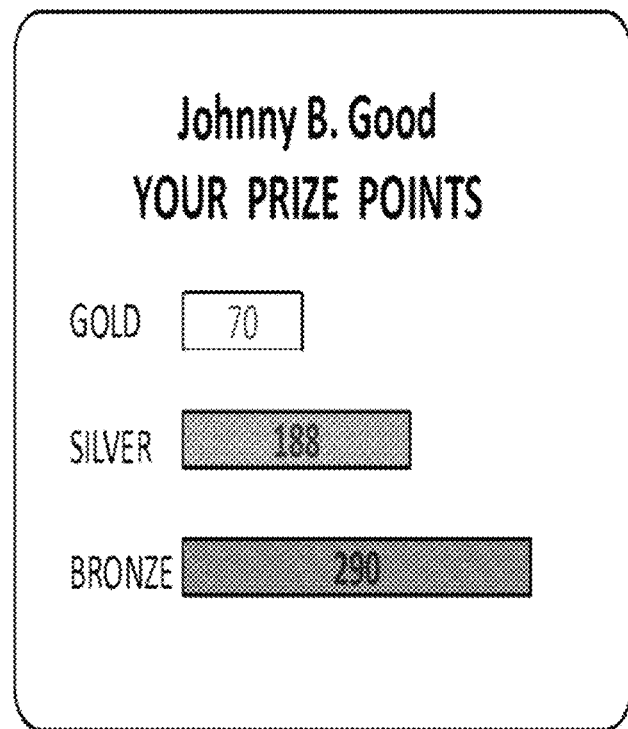 Johnny B. Good
YOUR PRIZE POINTS
GOLD 70
SILVER 188
BRONZE 290